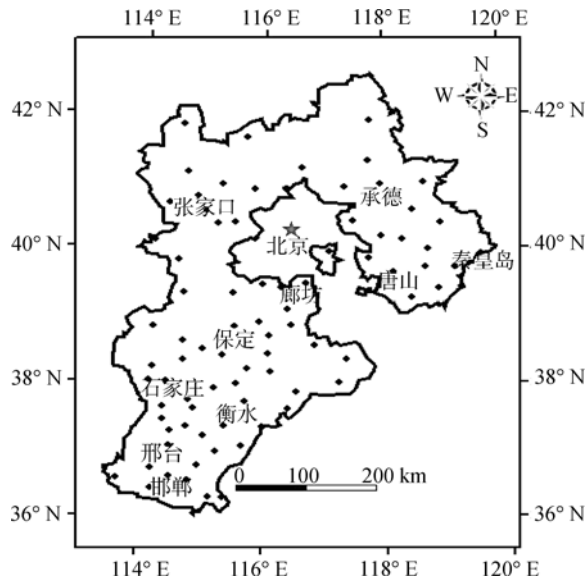 114° E 116° E 118° E 120° E
N
W E
S
42° N 42° N
承德
张家口
40° N 北京 40° N
秦皇岛
唐山
廊坊
保定
38° N 石家庄 38° N
衡水
邢台
0 100 200 km
邯郸
36° N 36° N
114° E 116° E 118° E 120° E